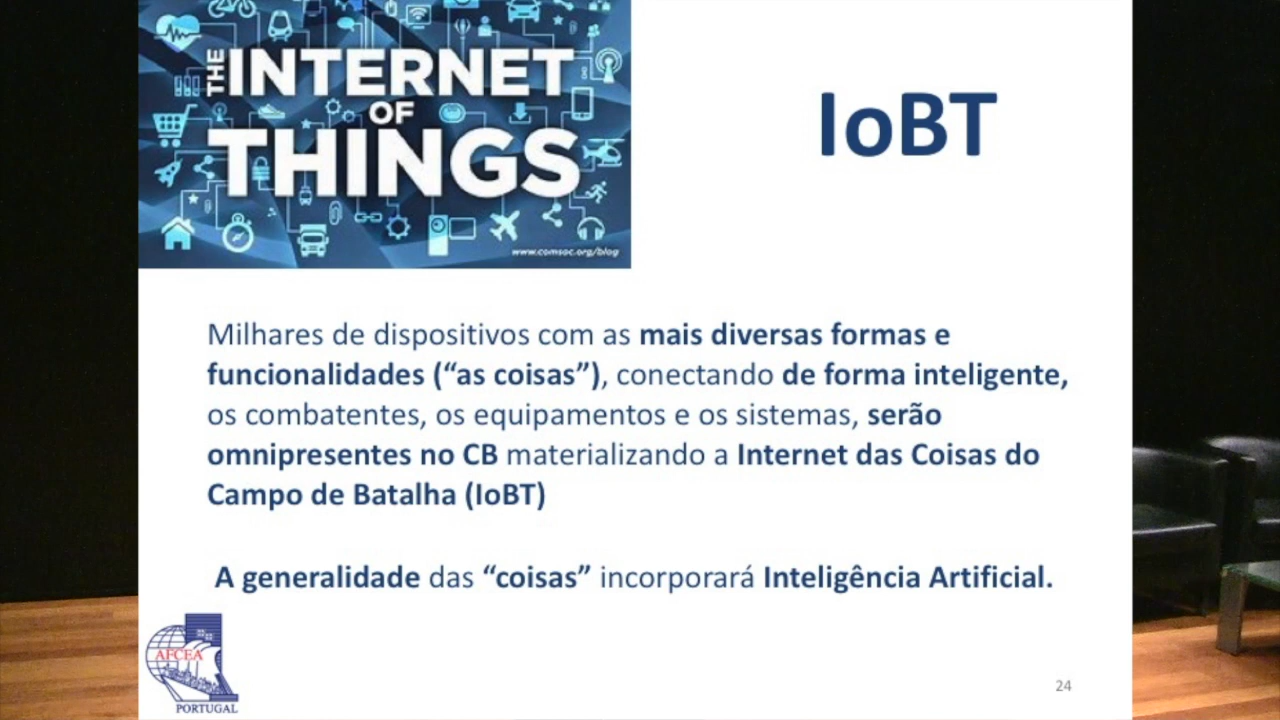 THE INTERNET
OF
THINGS
www.comsoc.org/blog
IoBT
Milhares de dispositivos com as mais diversas formas e
funcionalidades (“as coisas”), conectando de forma inteligente,
os combatentes, os equipamentos e os sistemas, serão
omnipresentes no CB materializando a Internet das Coisas do
Campo de Batalha (IoBT)
A generalidade das “coisas” incorporará Inteligência Artificial.
AFCEA
PORTUGAL
24